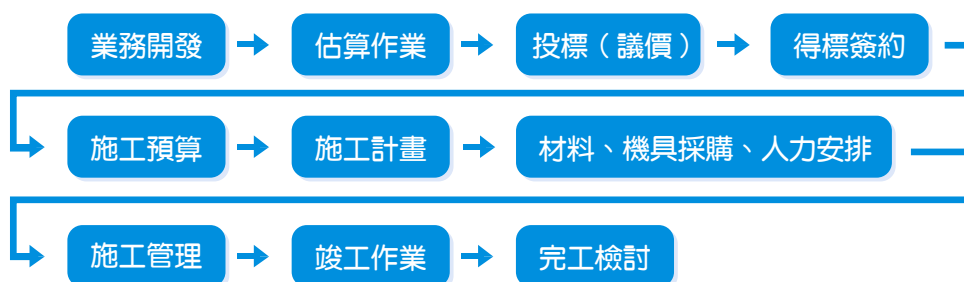 業務開發 估算作業 投標（議價） 得標簽約
施工預算 施工計畫 材料、機具採購、人力安排
施工管理 竣工作業 完工檢討